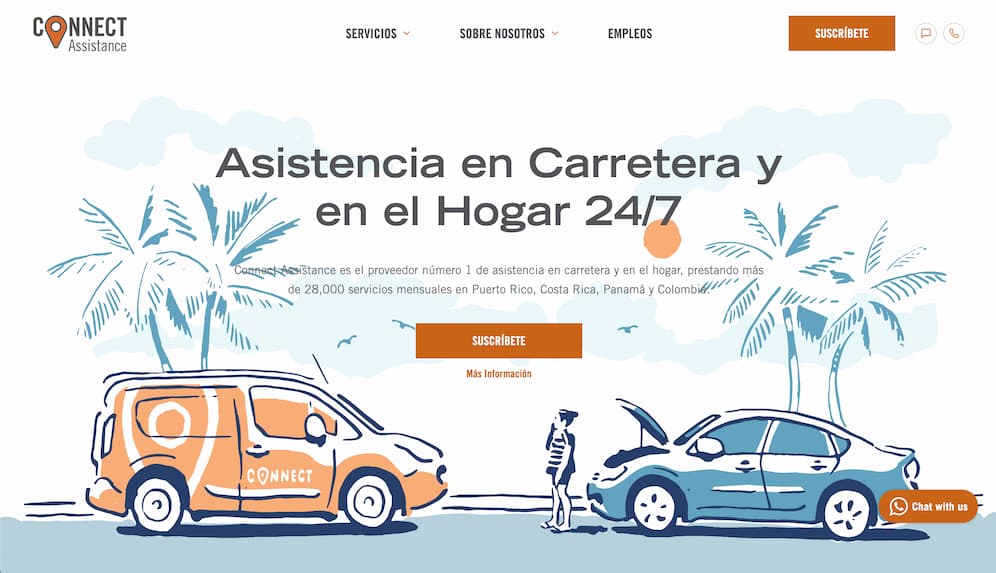 CONNECT
Assistance
SERVICIOS
SOBRE NOSOTROS
EMPLEOS
SUSCRÍBETE
Asistencia en Carretera y
en el Hogar 24/7
Connect Assistance es el proveedor número 1 de asistencia en carretera y en el hogar, prestando más
de 28,000 servicios mensuales en Puerto Rico, Costa Rica, Panamá y Colombia.
SUSCRÍBETE
Más Información
CONNECT
Chat with us